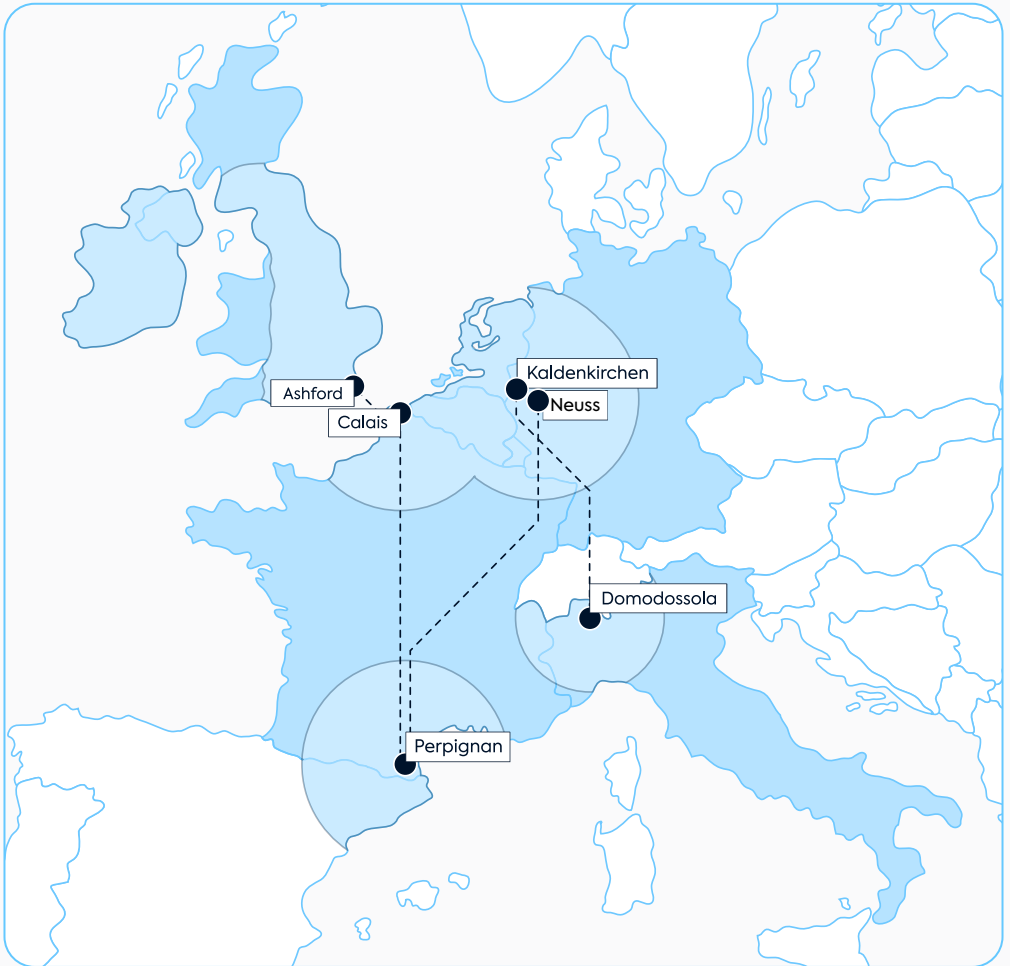 Kaldenkirchen
Ashford
Neuss
Calais
Domodossola
Perpignan